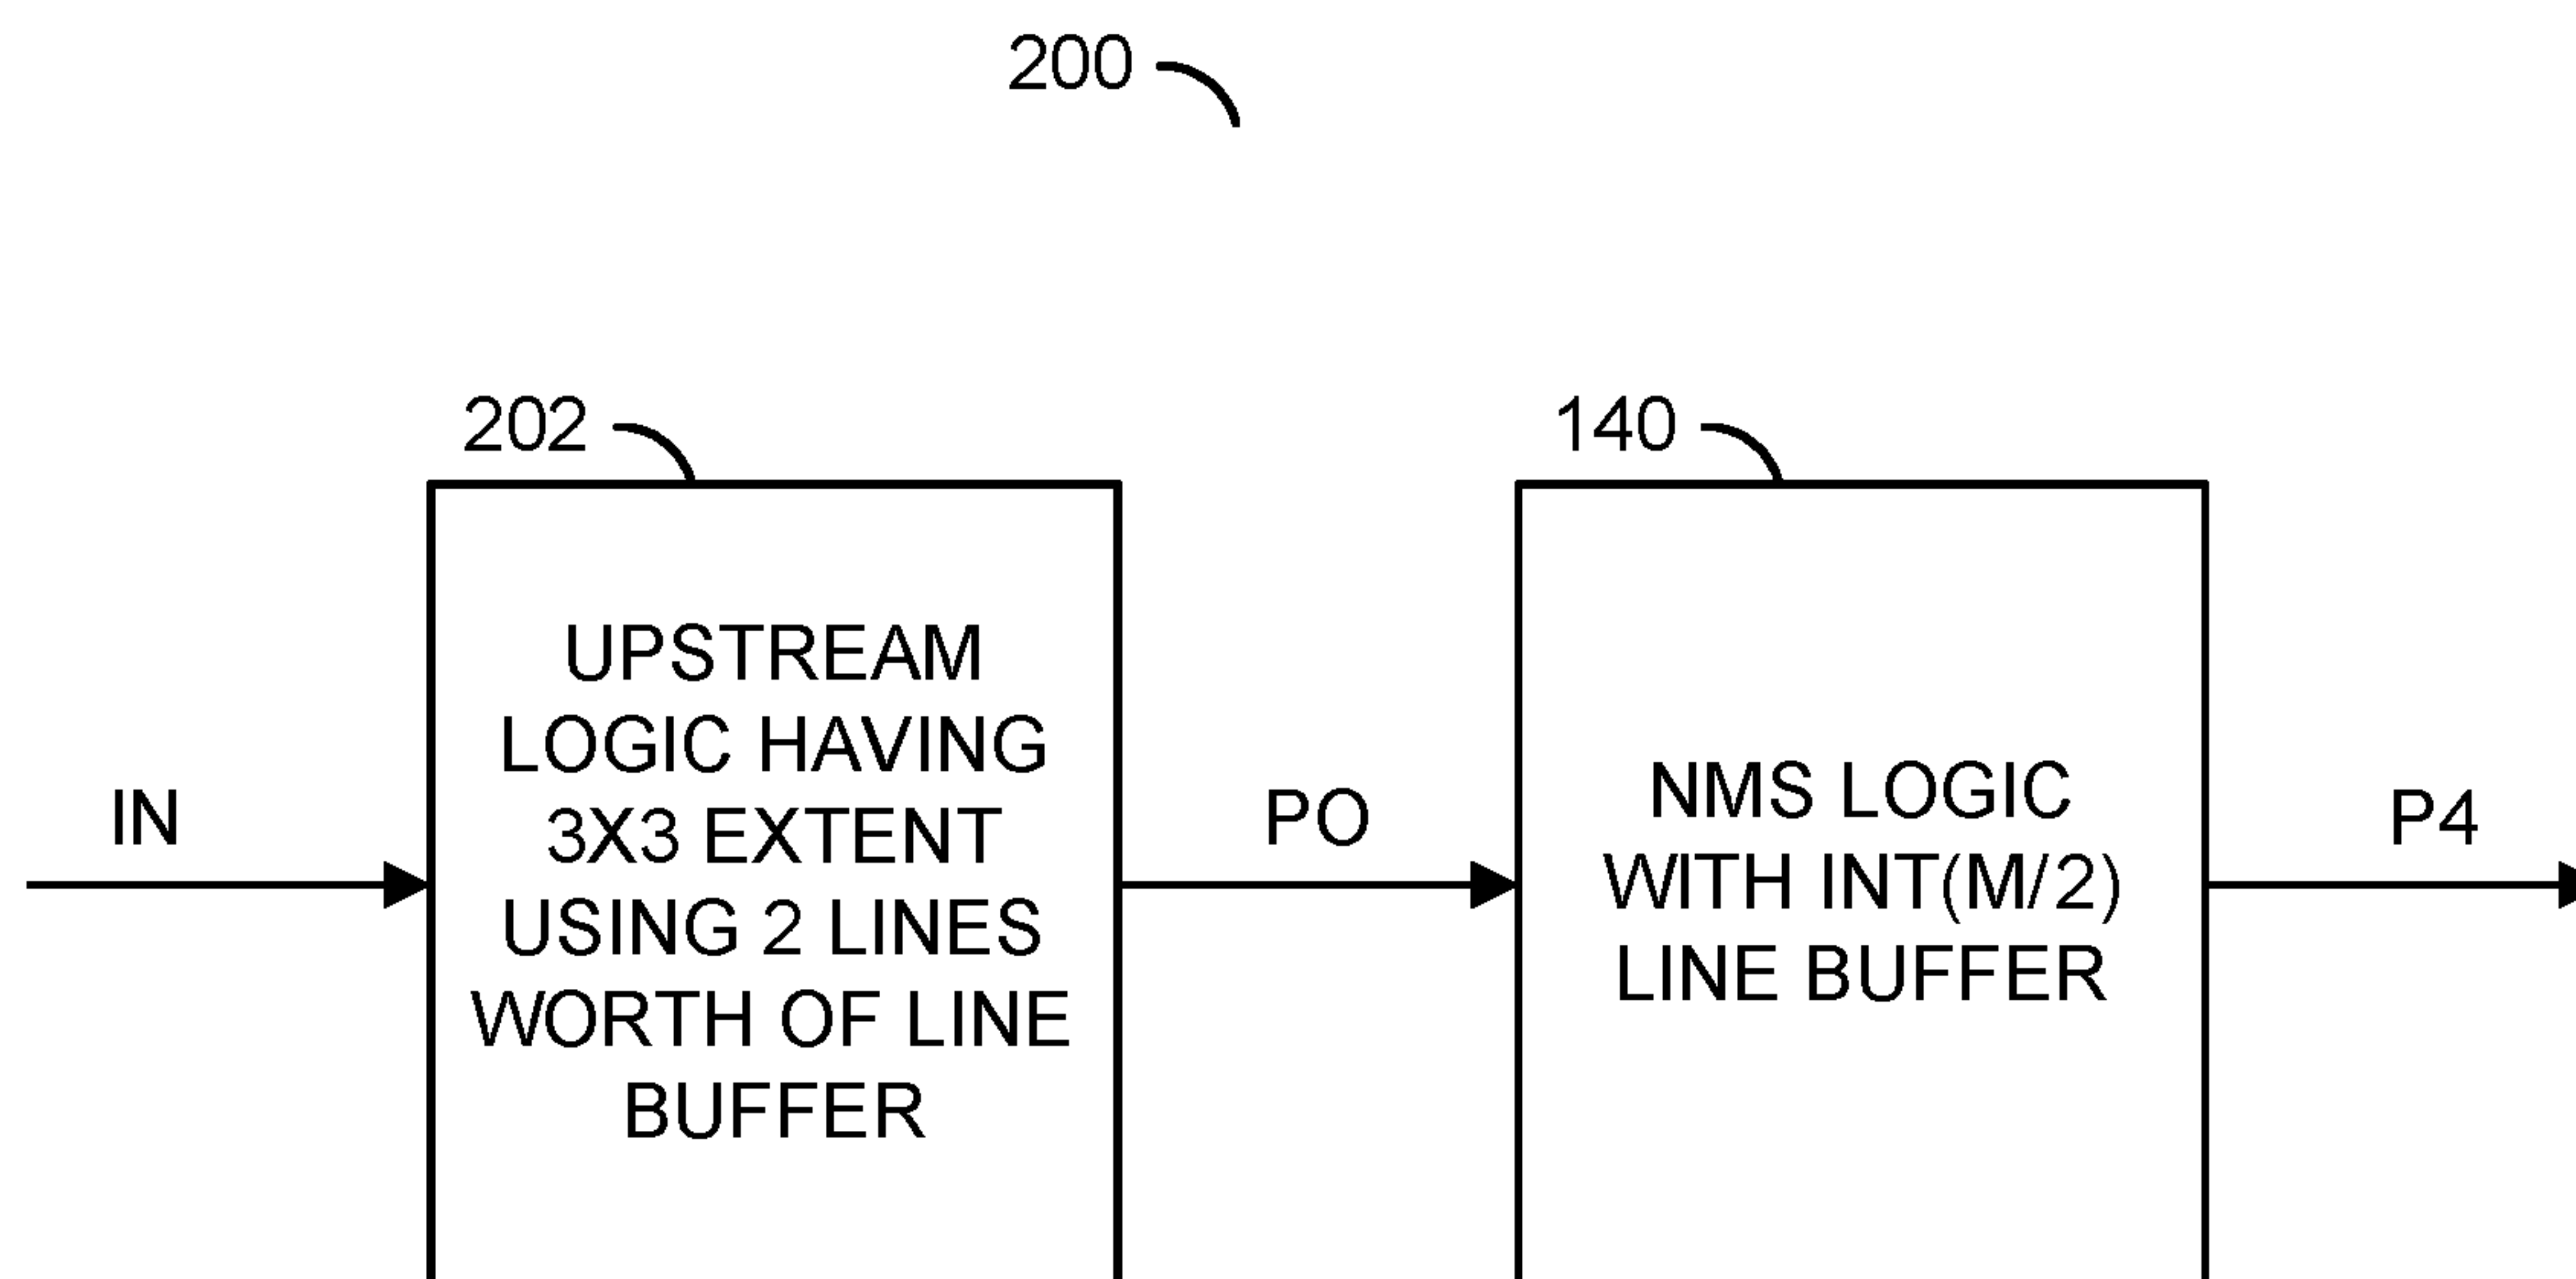 200
202
140
UPSTREAM
LOGIC HAVING
3X3 EXTENT
USING 2 LINES
WORTH OF LINE
BUFFER
NMS LOGIC
WITH INT(M/2)
LINE BUFFER
IN
PO
P4